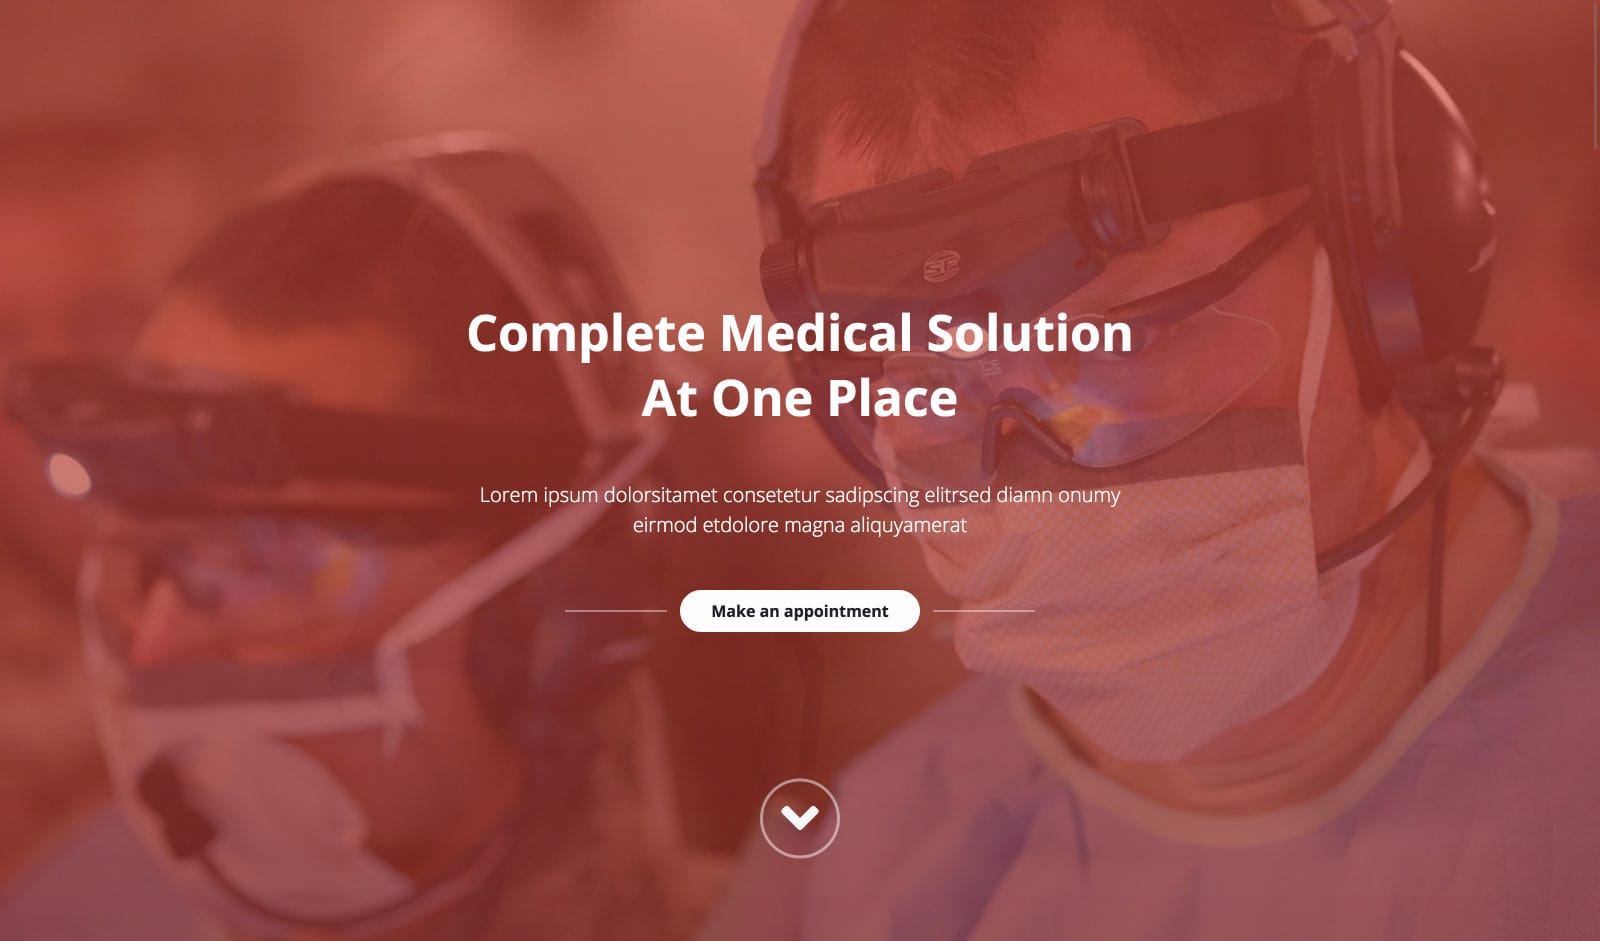 Complete Medical Solution
At One Place
Lorem ipsum dolorsitamet consetetur sadipscing elitrsed diamn onumy
eirmod etdolore magna aliquyamerat
Make an appointment